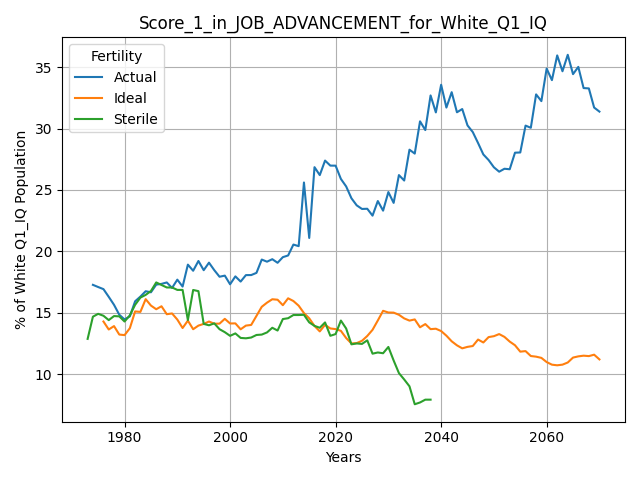 Score_1_in_JOB_ADVANCEMENT_for_White_Q1_IQ
Fertility
Actual
Ideal
Sterile
% of White Q1_IQ Population
35
30
25
20
15
10
1980
2000
2020
2040
2060
Years